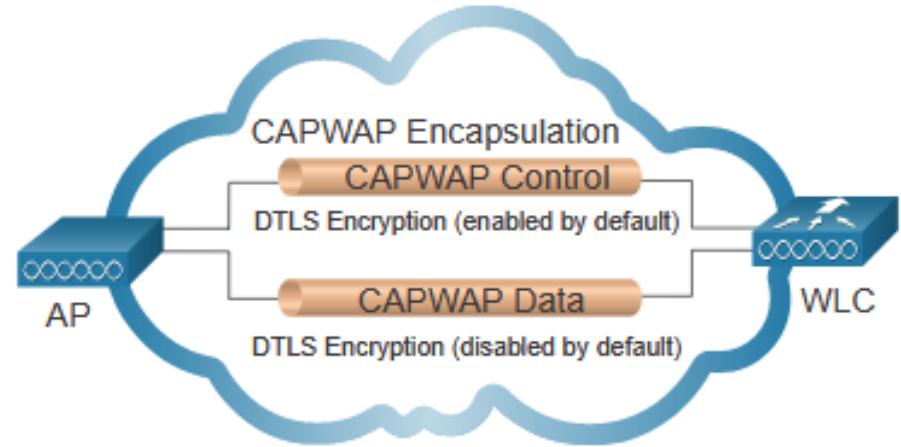 CAPWAP Encapsulation
CAPWAP Control
DTLS Encryption (enabled by default)
AP
WLC
CAPWAP Data
DTLS Encryption (disabled by default)